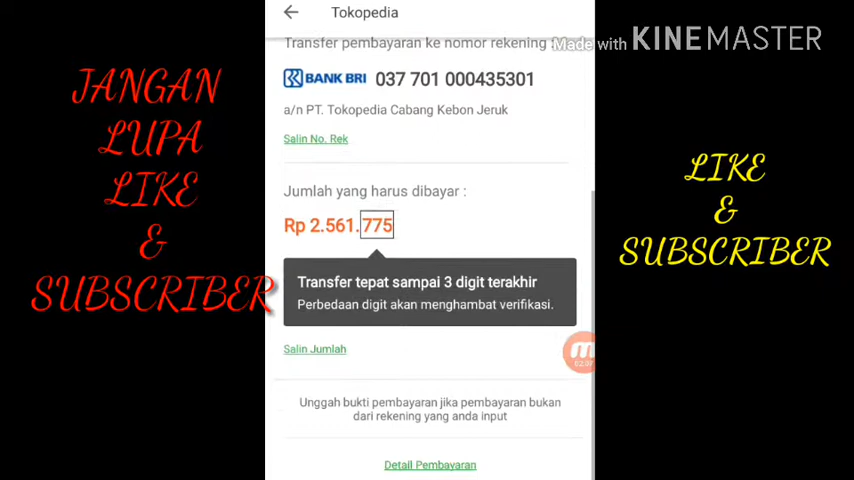 Tokopedia
Transfer pembayaran ke nomor rekening :
Made with KINEMASTER
BANK BRI 037 701 000435301
a/n PT. Tokopedia Cabang Kebon Jeruk
Salin No. Rek
Jumlah yang harus dibayar :
Rp 2.561.775
Transfer tepat sampai 3 digit terakhir
Perbedaan digit akan menghambat verifikasi.
Salin Jumlah
Unggah bukti pembayaran jika pembayaran bukan
dari rekening yang anda input
Detail Pembayaran
JANGAN
LUPA
LIKE
&
SUBSCRIBER
LIKE
&
SUBSCRIBER